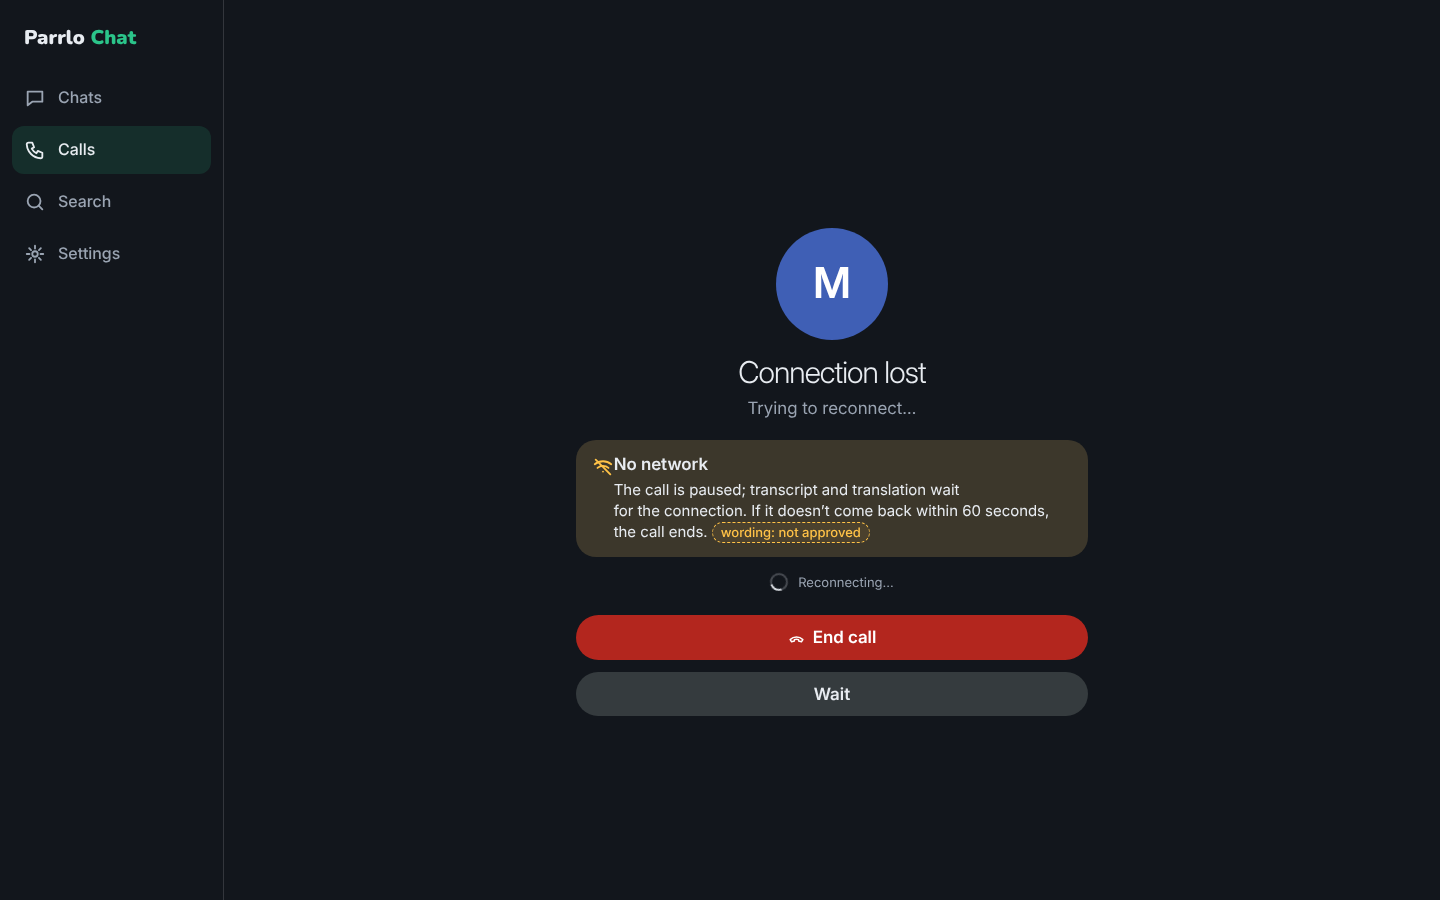 Parrlo Chat
Chats
Calls
Search
Settings
M
Connection lost
Trying to reconnect...
No network
The call is paused; transcript and translation wait
for the connection. If it doesn’t come back within 60 seconds,
the call ends. wording: not approved
Reconnecting...
End call
Wait